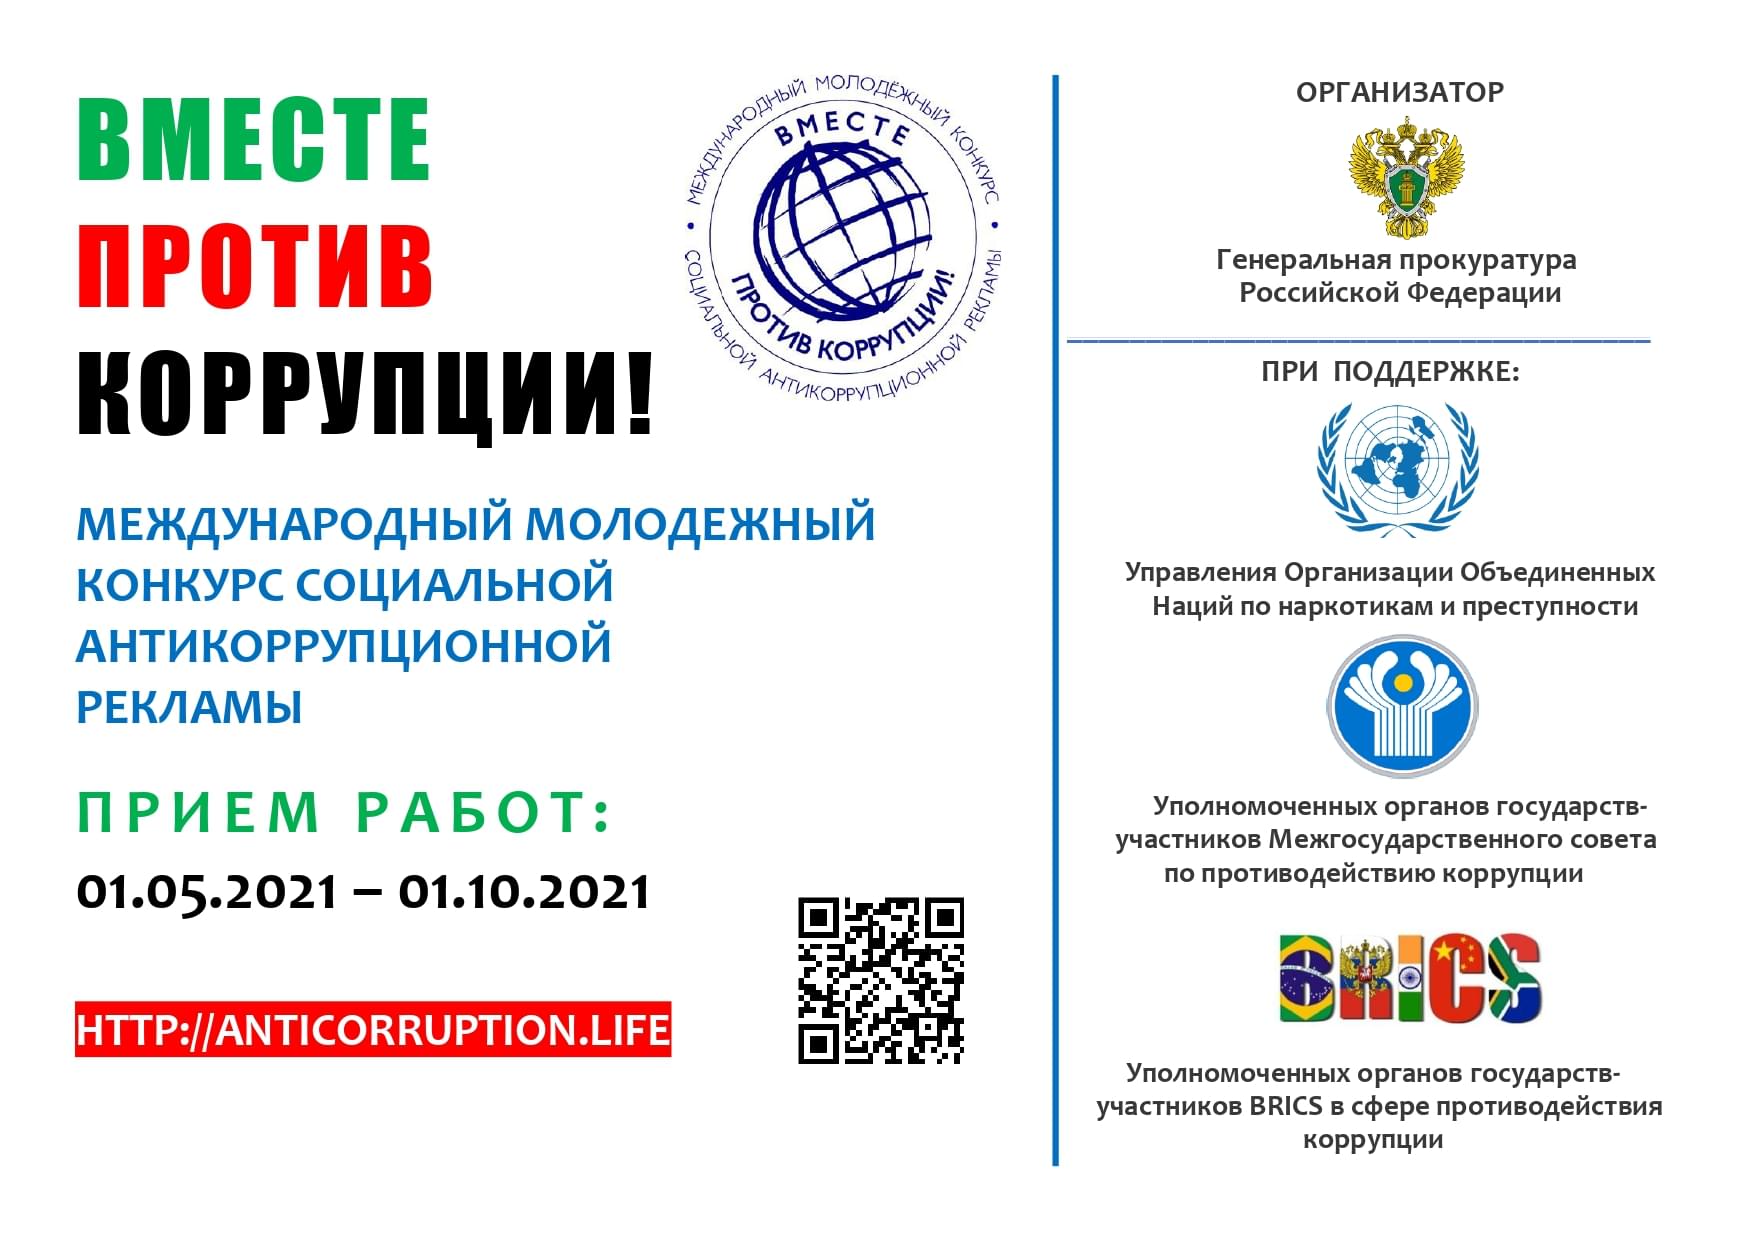 ВМЕСТЕ
ПРОТИВ
КОРРУПЦИИ!
МЕЖДУНАРОДНЫЙ МОЛОДЁЖНЫЙ КОНКУРС
СОЦИАЛЬНОЙ АНТИКОРРУПЦИОННОЙ РЕКЛАМЫ
ВМЕСТЕ
ПРОТИВ КОРРУПЦИИ!
МЕЖДУНАРОДНЫЙ МОЛОДЕЖНЫЙ
КОНКУРС СОЦИАЛЬНОЙ
АНТИКОРРУПЦИОННОЙ
РЕКЛАМЫ
ПРИЕМ РАБОТ:
01.05.2021 – 01.10.2021
HTTP://ANTICORRUPTION.LIFE
ОРГАНИЗАТОР
Генеральная прокуратура
Российской Федерации
ПРИ ПОДДЕРЖКЕ:
Управления Организации Объединенных
Наций по наркотикам и преступности
Уполномоченных органов государств-
участников Межгосударственного совета
по противодействию коррупции
BRICS
Уполномоченных органов государств-
участников BRICS в сфере противодействия
коррупции